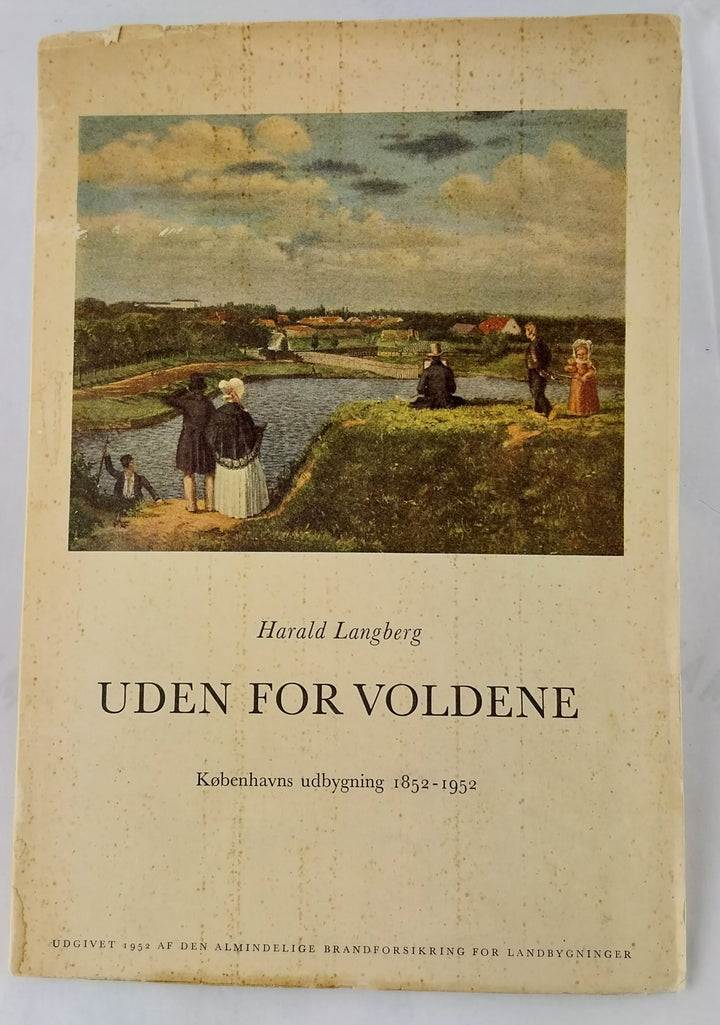 Harald Langberg
UDEN FOR VOLDENE
Københavns udbygning 1852-1952
UDGIVET 1952 AF DEN ALMINDELIGE BRANDFORSIKRING FOR LANDBYGNINGER